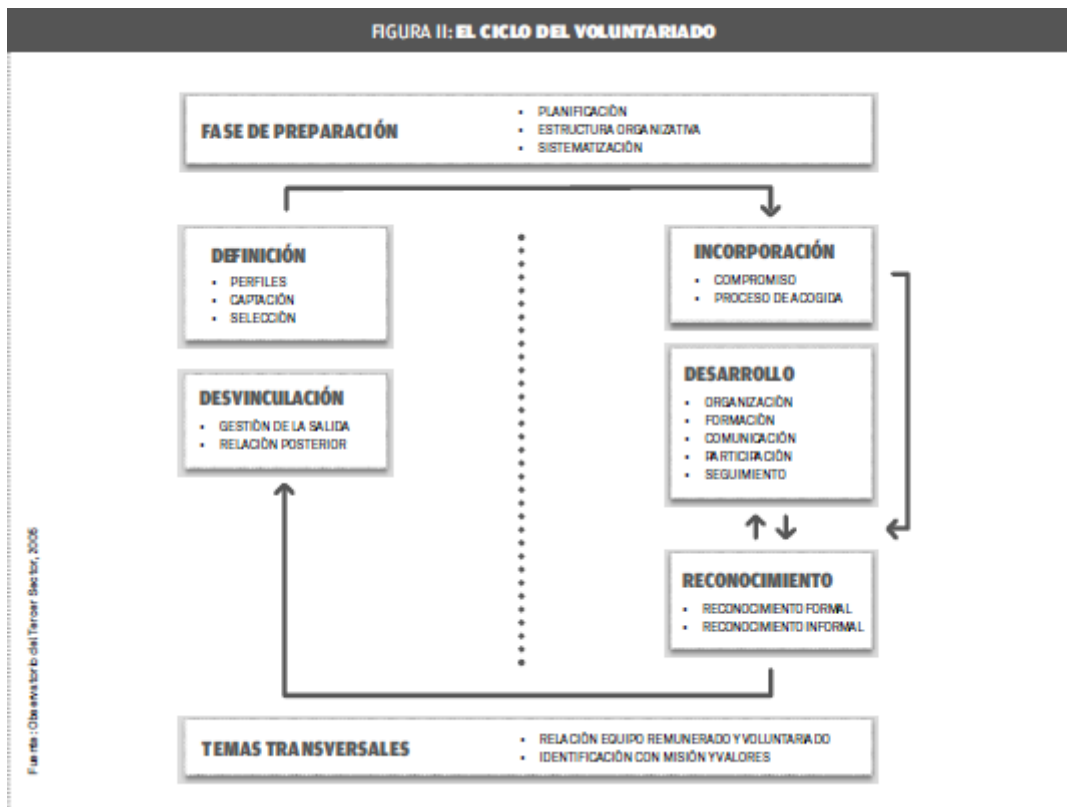 FIGURA II: EL CICLO DEL VOLUNTARIADO
FASE DE PREPARACIÓN
• PLANIFICACIÓN
• ESTRUCTURA ORGANIZATIVA
• SISTEMATIZACIÓN
DEFINICIÓN
• PERFILES
• CAPTACIÓN
• SELECCIÓN
INCORPORACIÓN
• COMPROMISO
• PROCESO DE ACOGIDA
DESVINCULACIÓN
• GESTIÓN DE LA SALIDA
• RELACIÓN POSTERIOR
DESARROLLO
• ORGANIZACIÓN
• FORMACIÓN
• COMUNICACIÓN
• PARTICIPACIÓN
• SEGUIMIENTO
RECONOCIMIENTO
• RECONOCIMIENTO FORMAL
• RECONOCIMIENTO INFORMAL
TEMAS TRANSVERSALES
• RELACIÓN EQUIPO REMUNERADO Y VOLUNTARIADO
• IDENTIFICACIÓN CON MISIÓN Y VALORES
Fuente: Observatorio del Tercer Sector, 2005